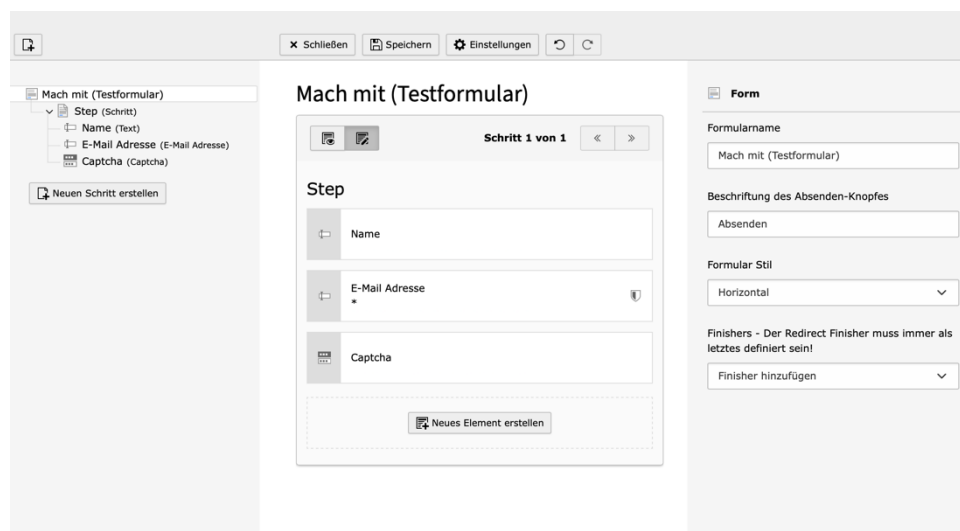 Schließen
Speichern
Einstellungen
Mach mit (Testformular)
Step (Schritt)
Name (Text)
E-Mail Adresse (E-Mail Adresse)
Captcha (Captcha)
Neuen Schritt erstellen
Mach mit (Testformular)
Schritt 1 von 1
Step
Name
E-Mail Adresse
*
Captcha
Neues Element erstellen
Form
Formularname
Mach mit (Testformular)
Beschriftung des Absenden-Knopfes
Absenden
Formular Stil
Horizontal
Finishers - Der Redirect Finisher muss immer als
letztes definiert sein!
Finisher hinzufügen